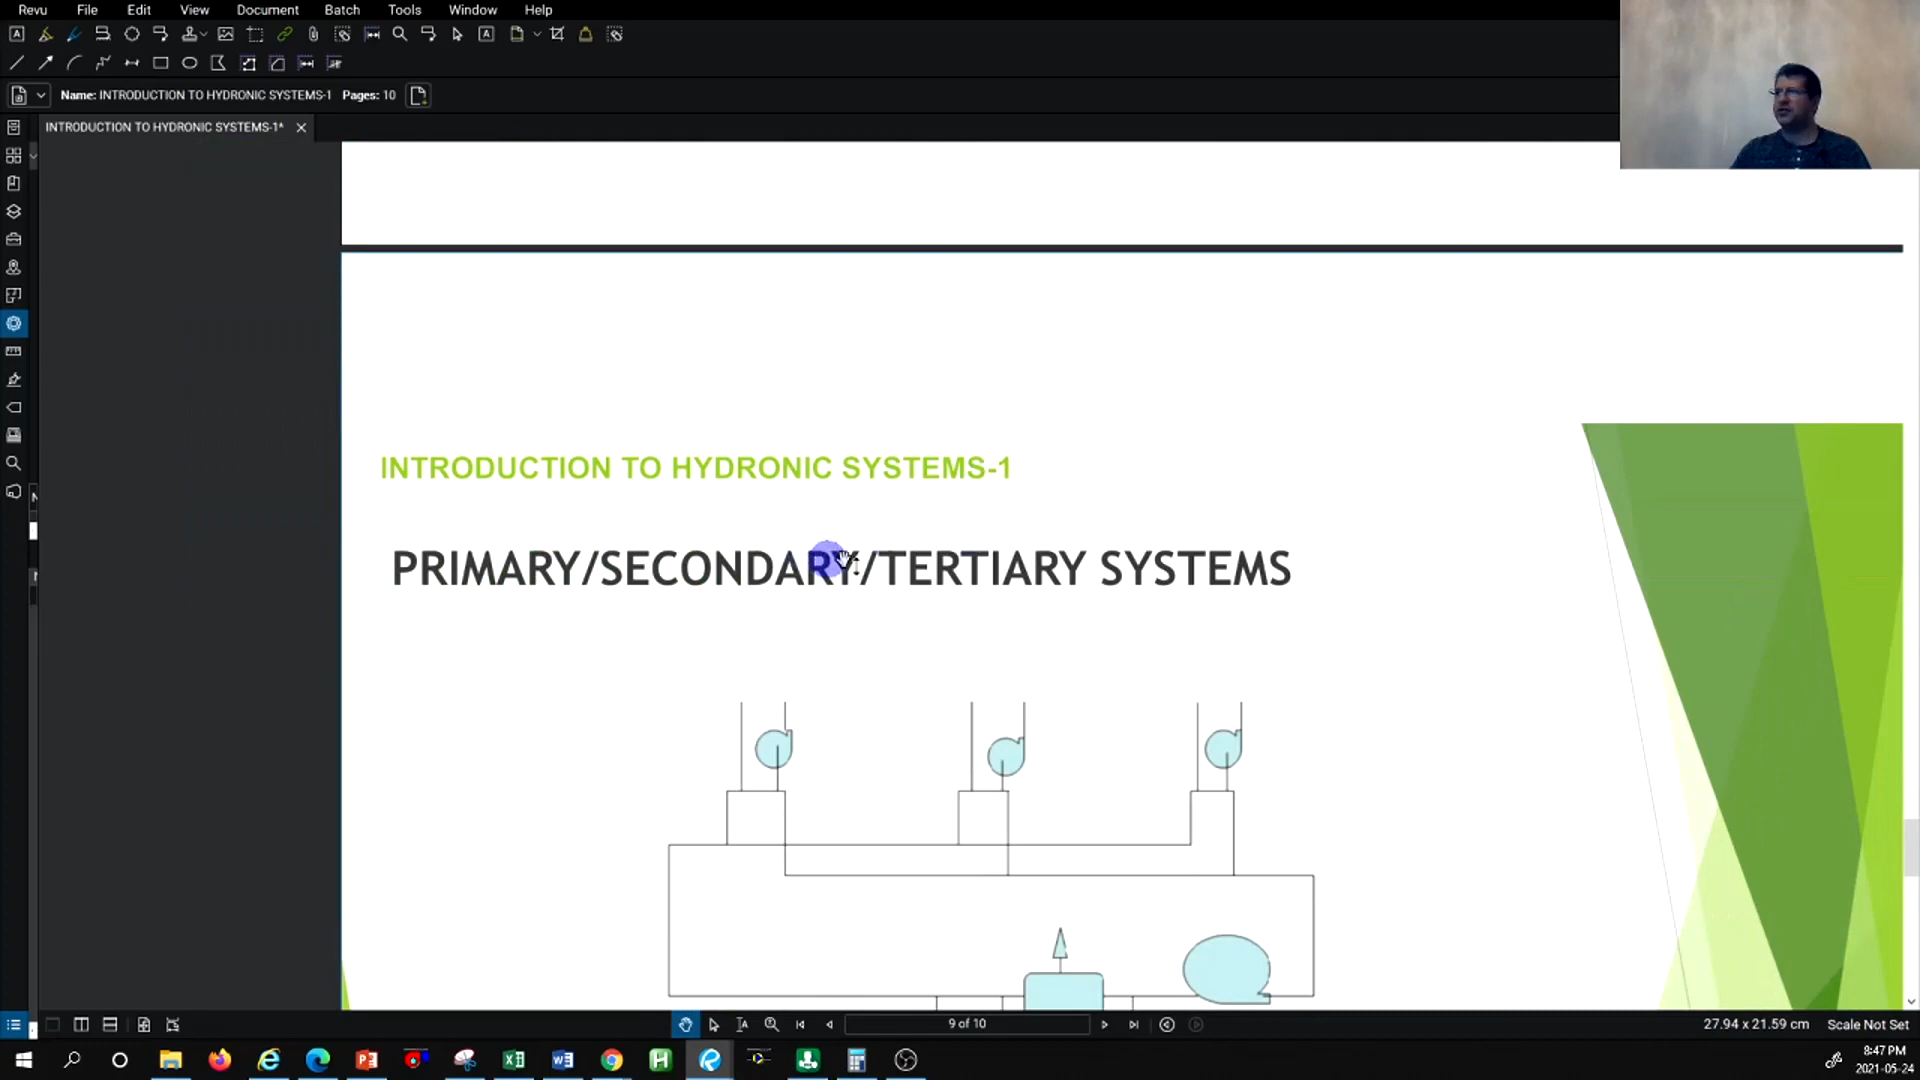 Revu File Edit View Document Batch Tools Window Help
Name: INTRODUCTION TO HYDRONIC SYSTEMS-1 Pages: 10
INTRODUCTION TO HYDRONIC SYSTEMS-1*
INTRODUCTION TO HYDRONIC SYSTEMS-1
PRIMARY/SECONDARY/TERTIARY SYSTEMS
9 of 10
27.94 x 21.59 cm Scale Not Set
8:47 PM
2021-05-24